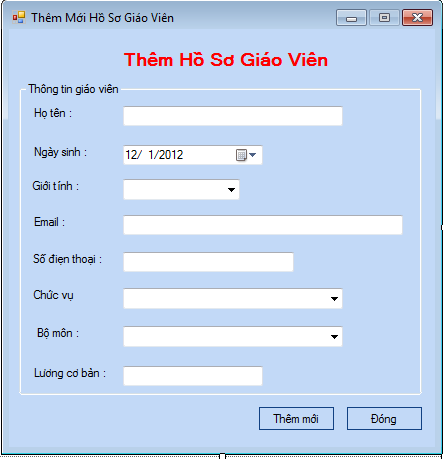 Thêm Mới Hồ Sơ Giáo Viên
Thêm Hồ Sơ Giáo Viên
Thông tin giáo viên
Họ tên :
Ngày sinh :
12/ 1/2012
Giới tính :
Email :
Số điện thoại :
Chức vụ
Bộ môn :
Lương cơ bản :
Thêm mới
Đóng